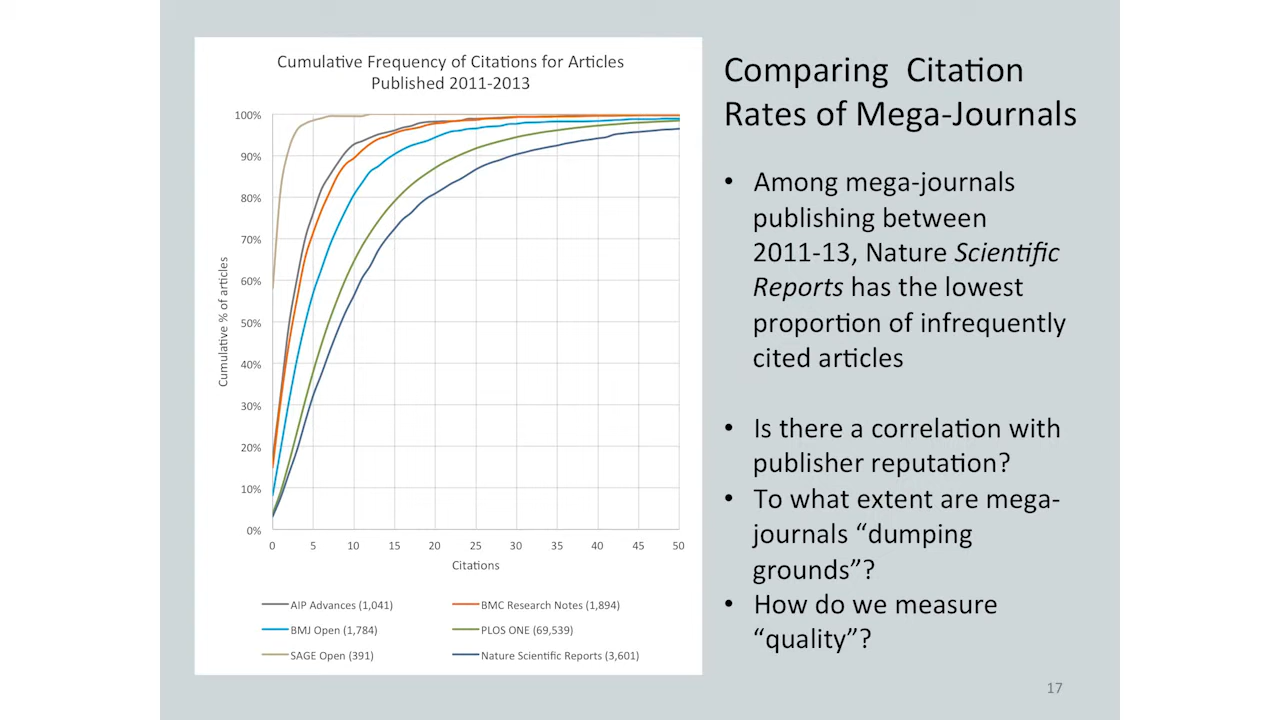 Cumulative Frequency of Citations for Articles
Published 2011-2013
100%
90%
80%
70%
60%
50%
40%
30%
20%
10%
0%
Cumulative % of articles
0 5 10 15 20 25 30 35 40 45 50
Citations
AIP Advances (1,041) BMC Research Notes (1,894)
BMJ Open (1,784) PLOS ONE (69,539)
SAGE Open (391) Nature Scientific Reports (3,601)
Comparing Citation
Rates of Mega-Journals
• Among mega-journals
publishing between
2011-13, Nature Scientific
Reports has the lowest
proportion of infrequently
cited articles
• Is there a correlation with
publisher reputation?
• To what extent are mega-
journals “dumping
grounds”?
• How do we measure
“quality”?
17